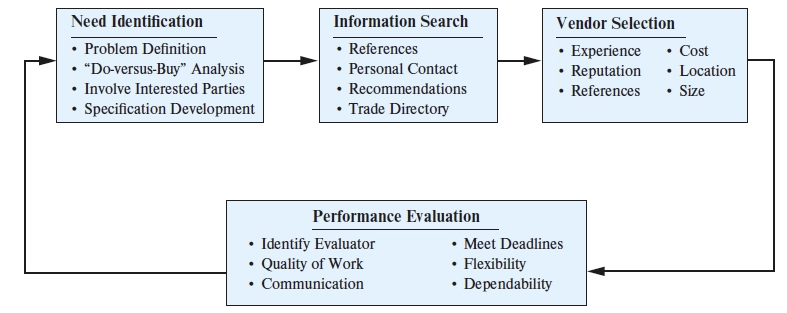 Need Identification
• Problem Definition
• “Do-versus-Buy” Analysis
• Involve Interested Parties
• Specification Development
Information Search
• References
• Personal Contact
• Recommendations
• Trade Directory
Vendor Selection
• Experience • Cost
• Reputation • Location
• References • Size
Performance Evaluation
• Identify Evaluator • Meet Deadlines
• Quality of Work • Flexibility
• Communication • Dependability